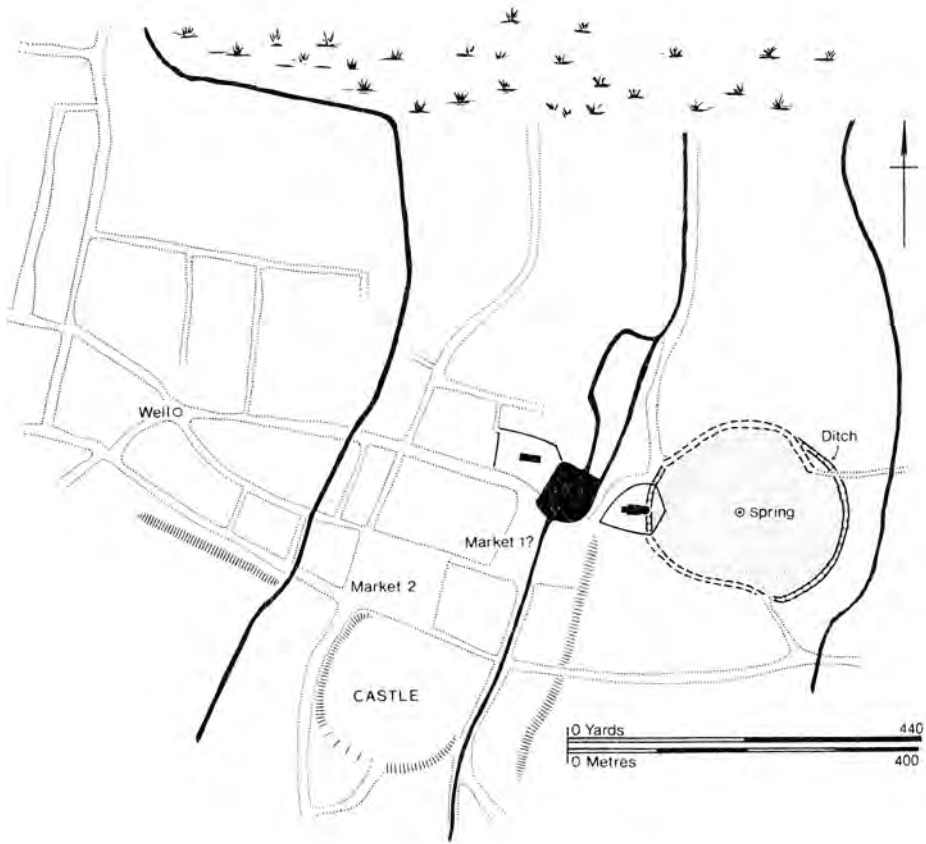 Well
Ditch
Spring
Market 1?
Market 2
CASTLE
0 Yards 440
0 Metres 400